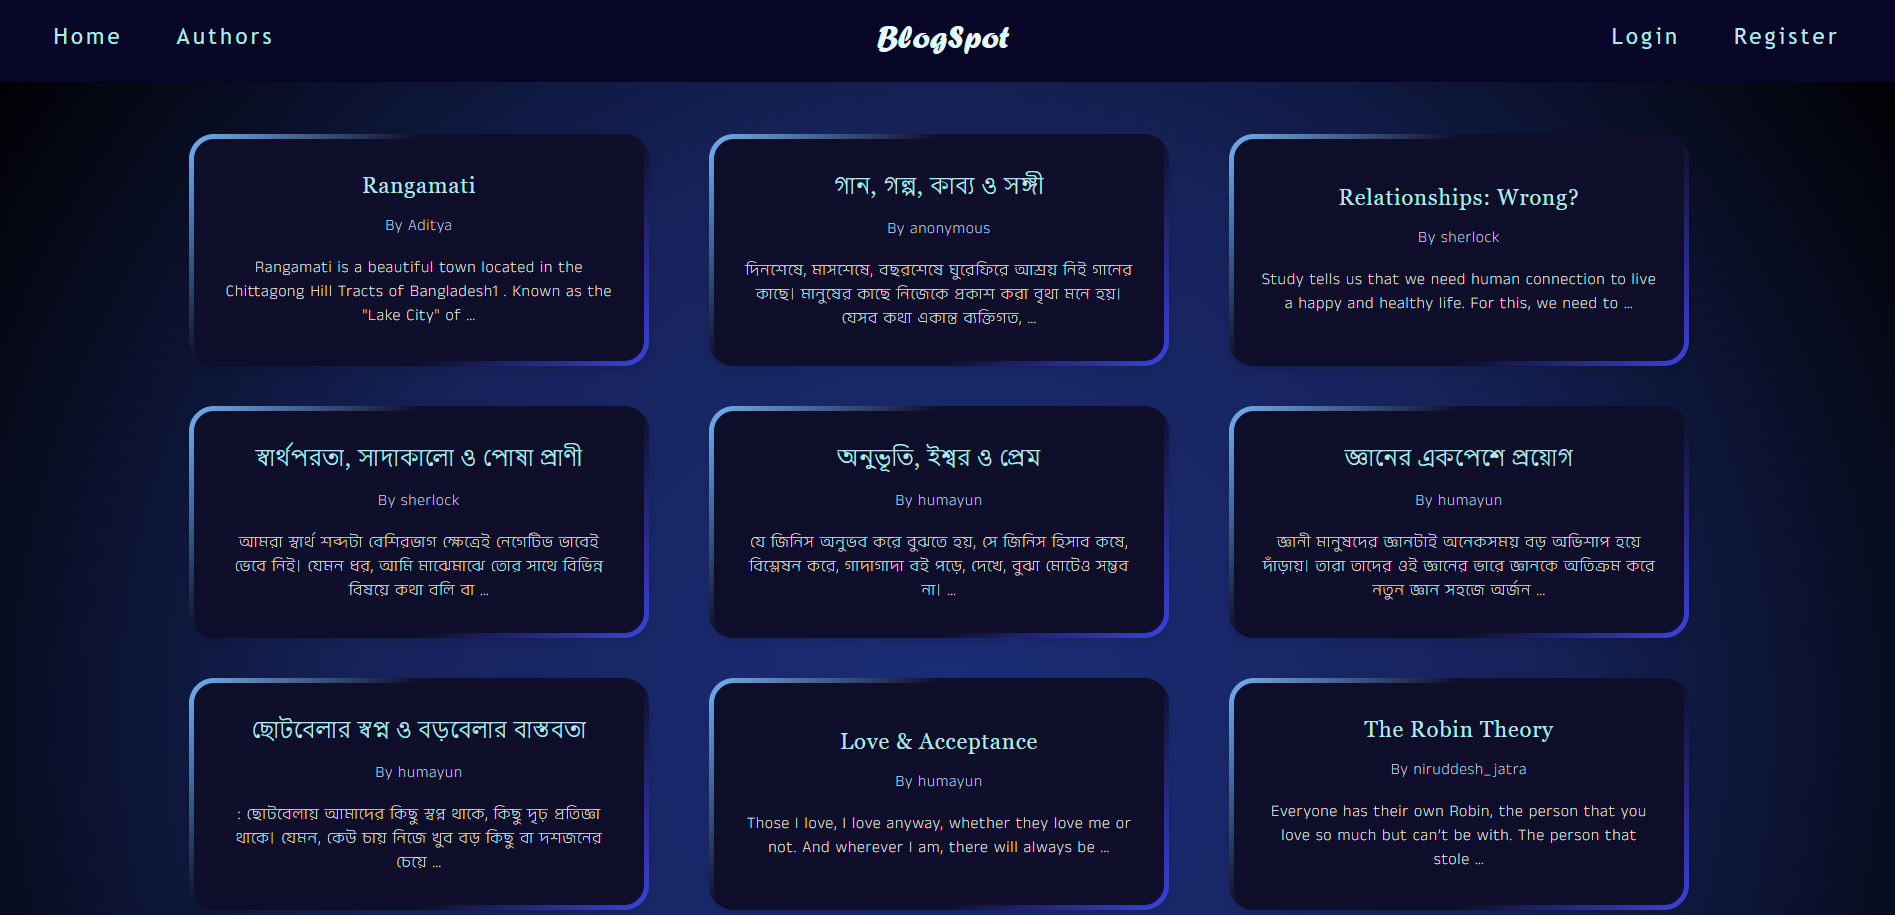 Home Authors BlogSpot Login Register
Rangamati
By Aditya
Rangamati is a beautiful town located in the
Chittagong Hill Tracts of Bangladesh1 . Known as the
"Lake City" of ...
গান, গল্প, কাব্য ও সঙ্গী
By anonymous
দিনশেষে, মাসশেষে, বছরশেষে ঘুরেফিরে আশ্রয় নিই গানের
কাছে। মানুষের কাছে নিজেকে প্রকাশ করা বৃথা মনে হয়।
যেসব কথা একান্ত ব্যক্তিগত, ...
Relationships: Wrong?
By sherlock
Study tells us that we need human connection to live
a happy and healthy life. For this, we need to ...
স্বার্থপরতা, সাদাকালো ও পোষা প্রাণী
By sherlock
আমরা স্বার্থ শব্দটা বেশিরভাগ ক্ষেত্রেই নেগেটিভ ভাবেই
ভেবে নিই। যেমন ধর, আমি মাঝেমাঝে তোর সাথে বিভিন্ন
বিষয়ে কথা বলি বা ...
অনুভূতি, ইশ্বর ও প্রেম
By humayun
যে জিনিস অনুভব করে বুঝতে হয়, সে জিনিস হিসাব কষে,
বিশ্লেষন করে, গাদাগাদা বই পড়ে, দেখে, বুঝা মোটেও সম্ভব
না। ...
জ্ঞানের একপেশে প্রয়োগ
By humayun
জ্ঞানী মানুষদের জ্ঞানটাই অনেকসময় বড় অভিশাপ হয়ে
দাঁড়ায়। তারা তাদের ওই জ্ঞানের ভারে জ্ঞানকে অতিক্রম করে
নতুন জ্ঞান সহজে অর্জন ...
ছোটবেলার স্বপ্ন ও বড়বেলার বাস্তবতা
By humayun
: ছোটবেলায় আমাদের কিছু স্বপ্ন থাকে, কিছু দৃঢ় প্রতিজ্ঞা
থাকে। যেমন, কেউ চায় নিজে খুব বড় কিছু বা দশজনের
চেয়ে ...
Love & Acceptance
By humayun
Those I love, I love anyway, whether they love me or
not. And wherever I am, there will always be ...
The Robin Theory
By niruddesh_jatra
Everyone has their own Robin, the person that you
love so much but can't be with. The person that
stole ...